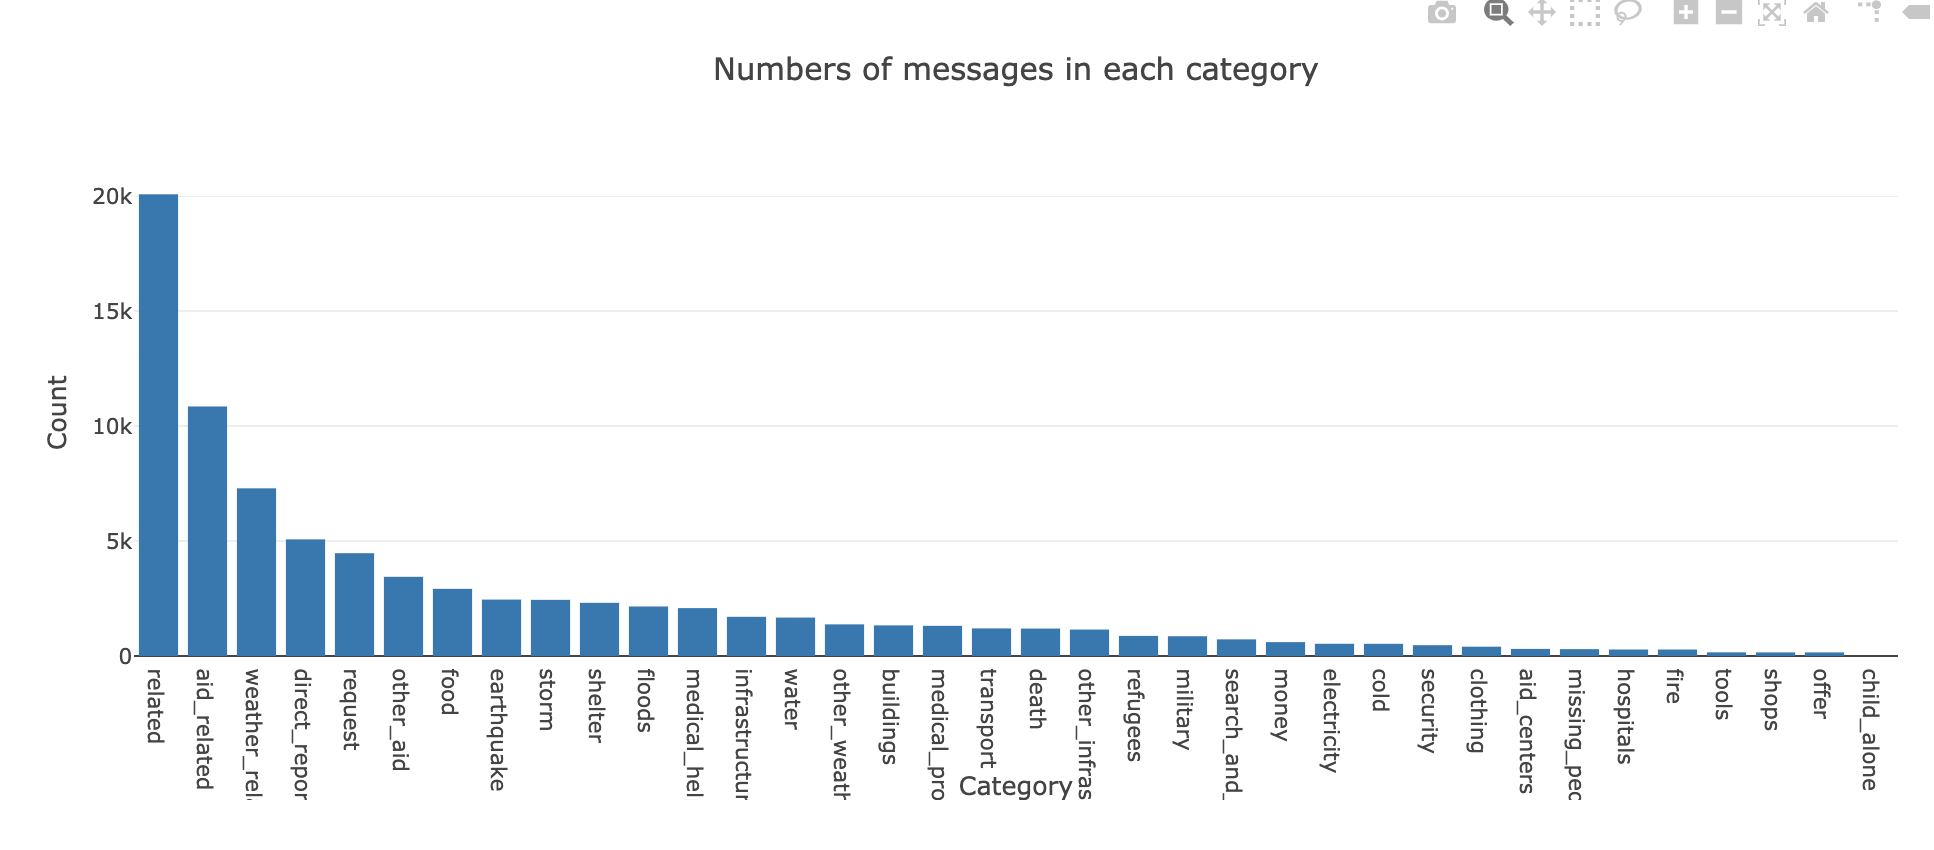 Numbers of messages in each category
20k
15k
10k
5k
0
Count
related
aid_related
weather_rel
direct_repor
request
other_aid
food
earthquake
storm
shelter
floods
medical_hel
infrastructur
water
other_weath
buildings
medical_pro
transport
death
other_infras
refugees
military
search_and_
money
electricity
cold
security
clothing
aid_centers
missing_peo
hospitals
fire
tools
shops
offer
child_alone
Category